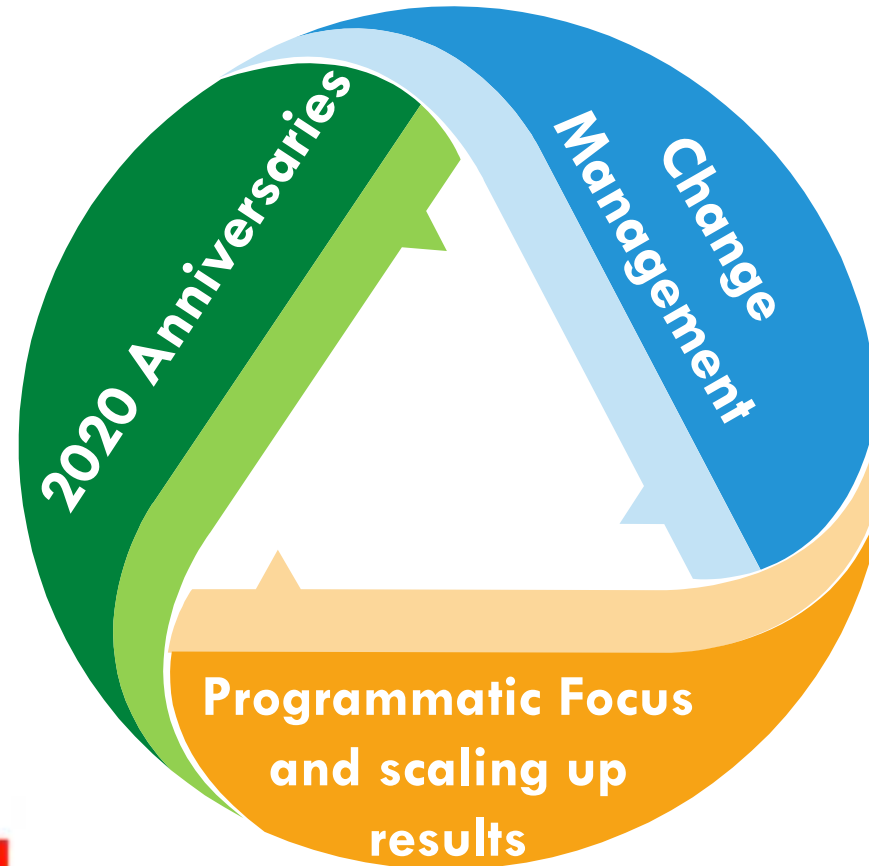 2020 Anniversaries
Change
Management
Programmatic Focus
and scaling up
results